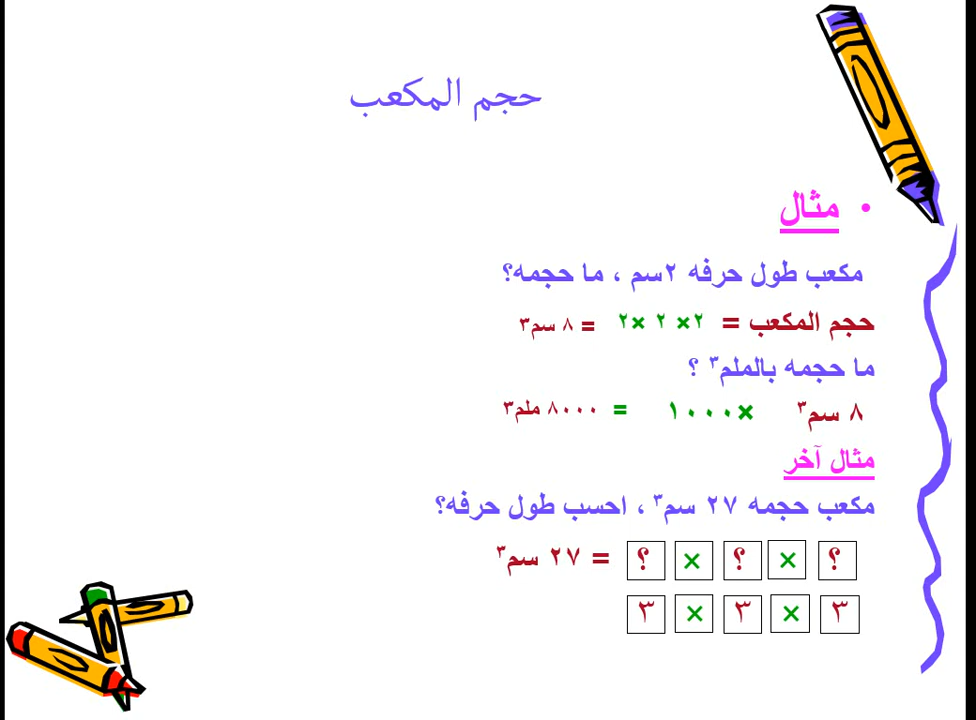 حجم المكعب
• مثال
مكعب طول حرفه ٢سم ، ما حجمه؟
حجم المكعب = ٢× ٢ ×٢ = ٨ سم٣
ما حجمه بالملم٣ ؟
٨ سم٣ ×١٠٠٠ = ٨٠٠٠ ملم٣
مثال آخر
مكعب حجمه ٢٧ سم٣ ، احسب طول حرفه؟
؟ × ؟ × ؟ = ٢٧ سم٣
٣ × ٣ × ٣